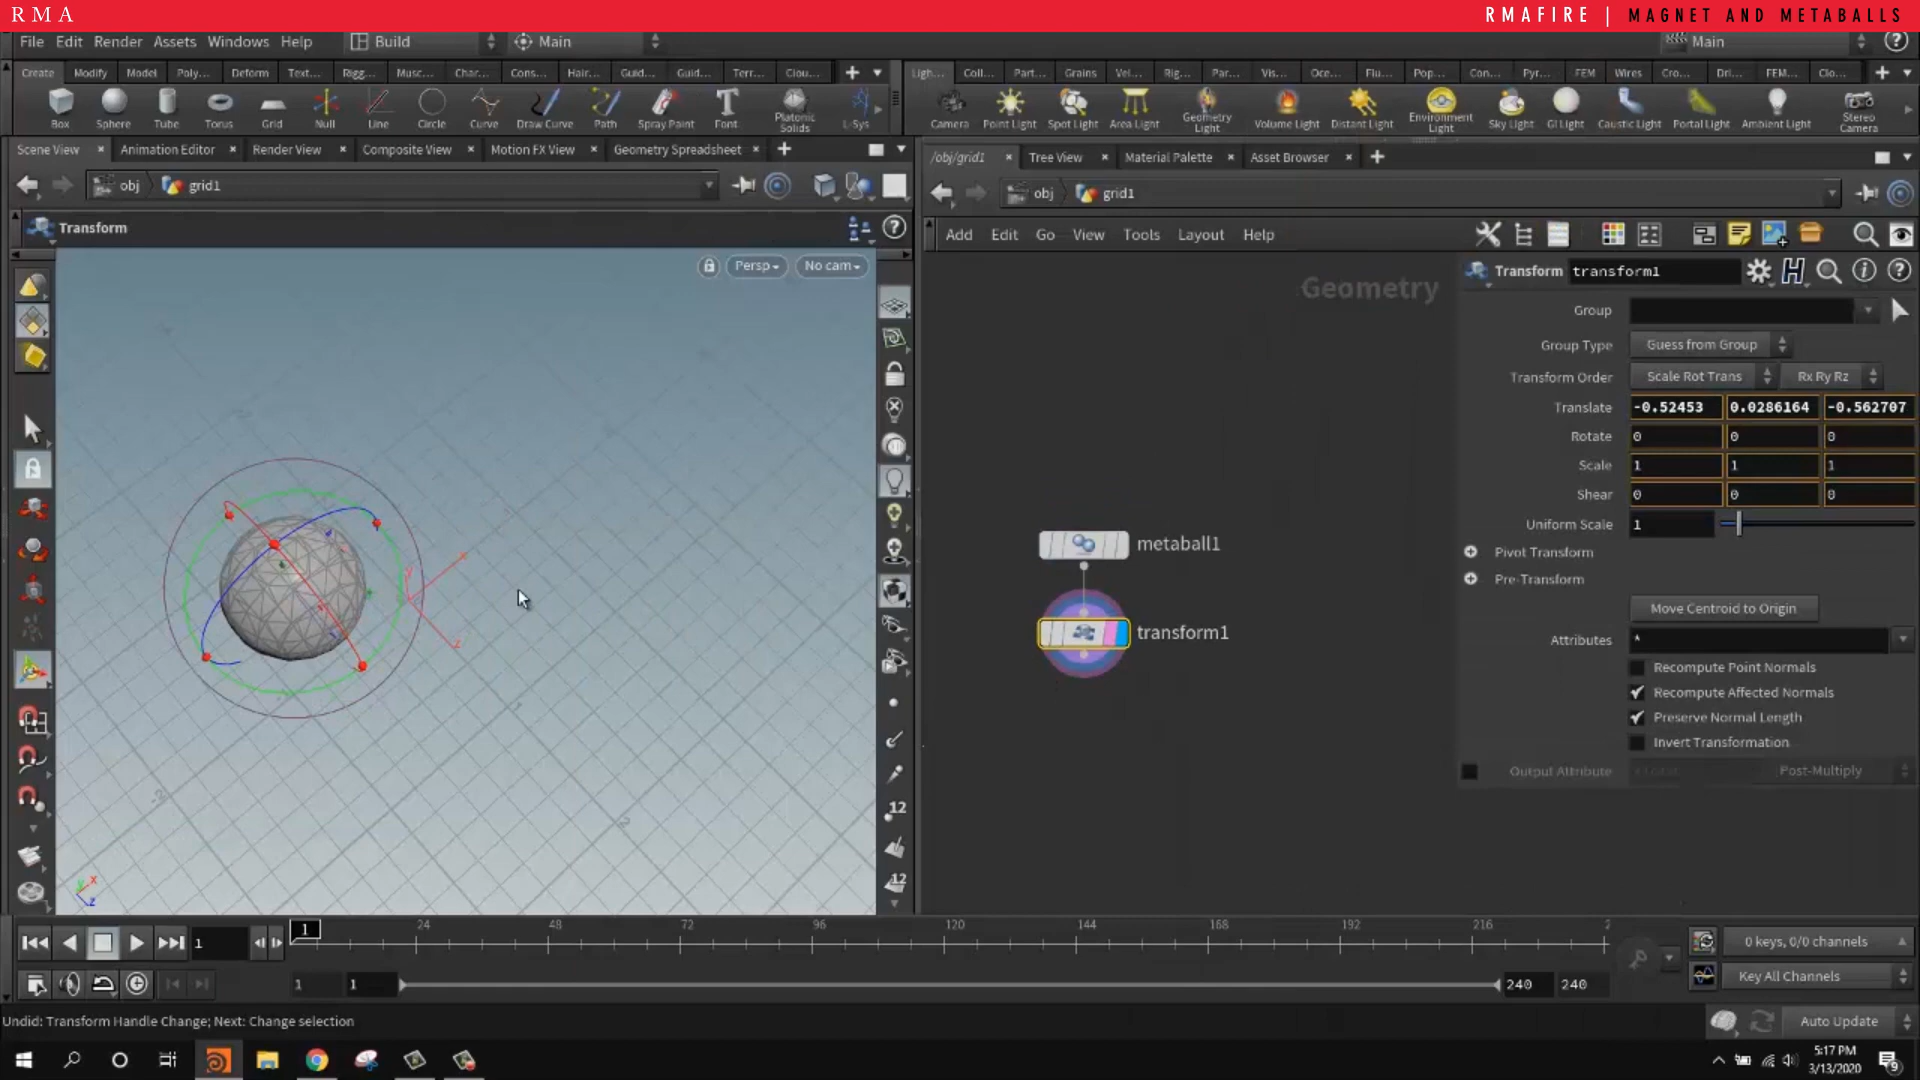 RMA
RMAFIRE | MAGNET AND METABALLS
File Edit Render Assets Windows Help Build Main Main
Create Modify Model Poly... Deform Text... Rigg... Musc... Char... Cons... Hair... Guid... Guid... Terr... Clou...
Ligh... Coll... Part... Grains Vel... Rig... Par... Vis... Oce... Flu... Pop... Con... Pyr... FEM Wires Cro... Dri... FEM... Clo...
Box Sphere Tube Torus Grid Null Line Circle Curve Draw Curve Path Spray Paint Font Platonic Solids L-Sys
Camera Point Light Spot Light Area Light Geometry Light Volume Light Distant Light Environment Light Sky Light GI Light Caustic Light Portal Light Ambient Light Stereo Camera
Scene View Animation Editor Render View Composite View Motion FX View Geometry Spreadsheet
/obj/grid1 Tree View Material Palette Asset Browser
obj grid1
obj grid1
Transform
Add Edit Go View Tools Layout Help
Persp No cam
Geometry
Transform transform1
Group
Group Type Guess from Group
Transform Order Scale Rot Trans Rx Ry Rz
Translate -0.52453 0.0286164 -0.562707
Rotate 0 0 0
Scale 1 1 1
Shear 0 0 0
Uniform Scale 1
Pivot Transform
Pre-Transform
Move Centroid to Origin
Attributes *
Recompute Point Normals
Recompute Affected Normals
Preserve Normal Length
Invert Transformation
Output Attribute Post-Multiply
metaball1
transform1
x
y
z
12
12
1 1 24 48 72 96 120 144 168 192 216 2
0 keys, 0/0 channels
1 1 240 240
Key All Channels
Undid: Transform Handle Change; Next: Change selection
Auto Update
5:17 PM
3/13/2020
9